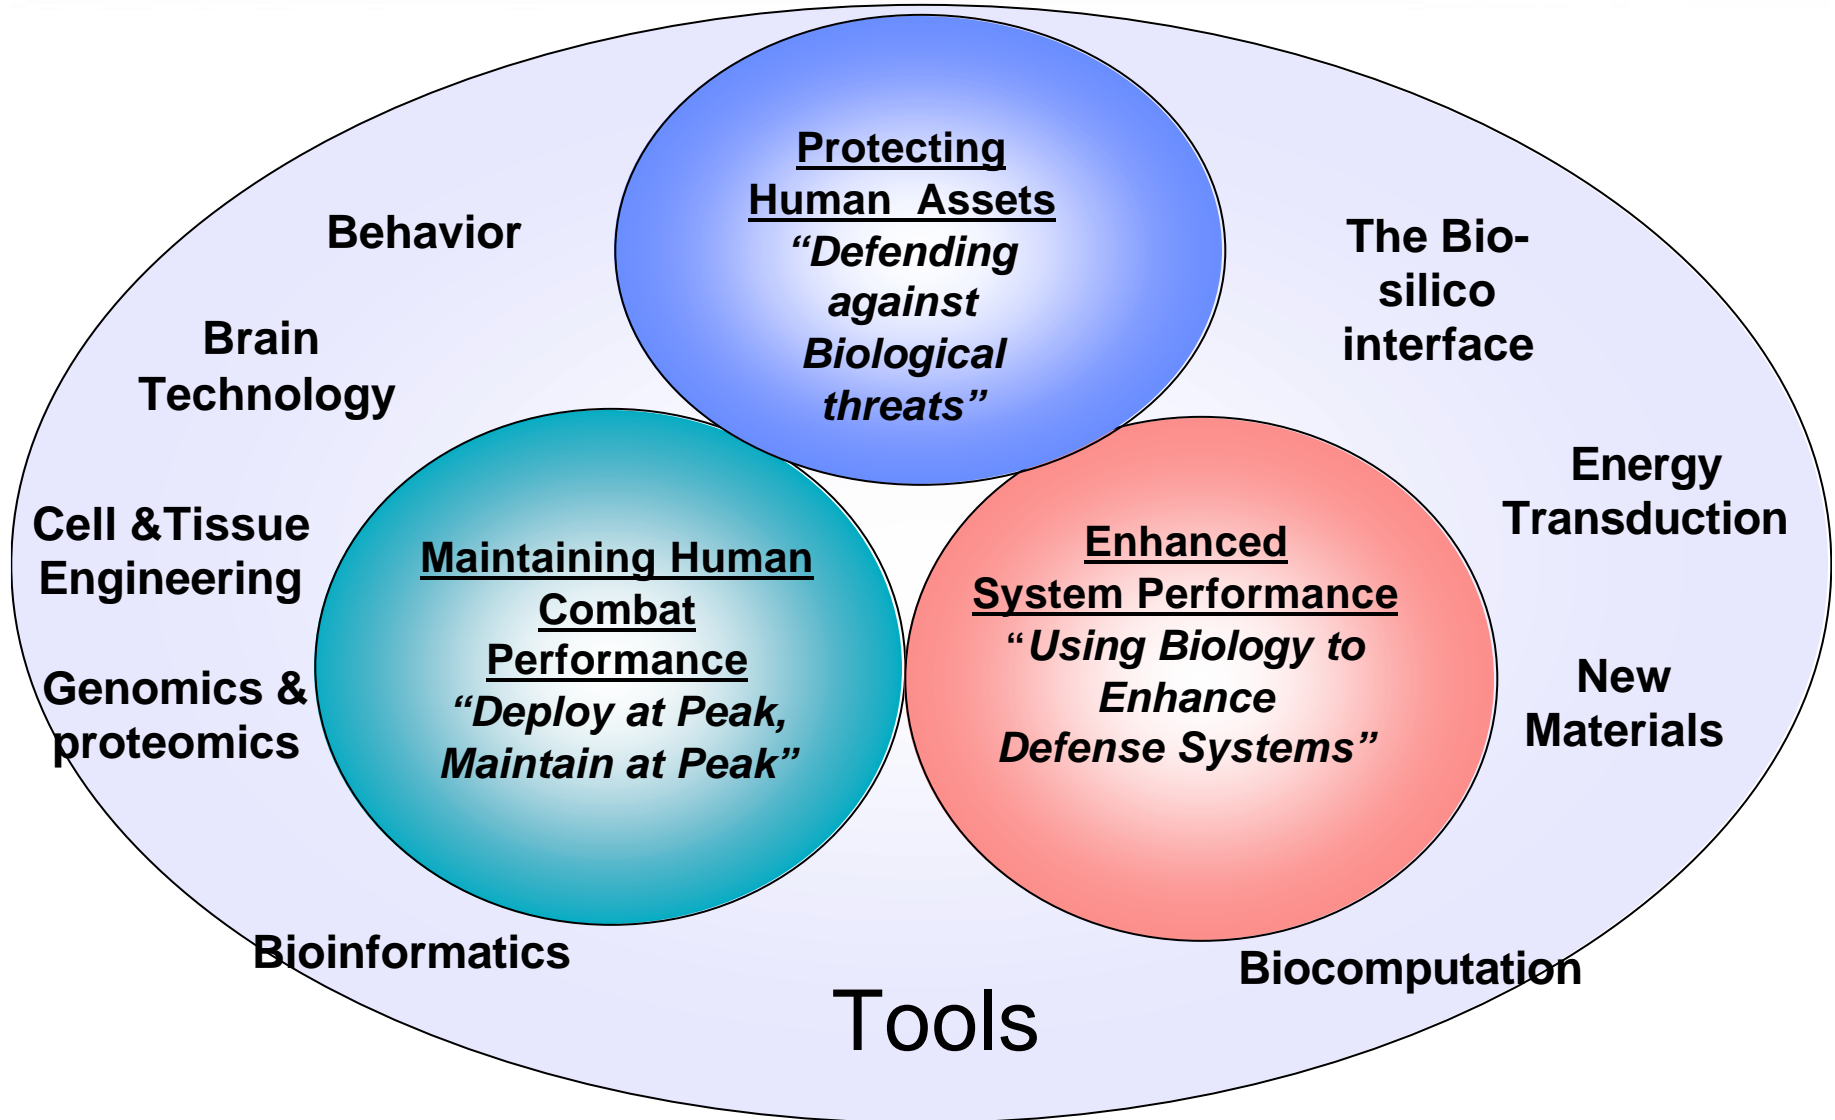 Protecting
Human Assets
“Defending
against
Biological
threats”
Behavior
Brain
Technology
Cell &Tissue
Engineering
Genomics &
proteomics
Bioinformatics
Maintaining Human
Combat
Performance
“Deploy at Peak,
Maintain at Peak”
Enhanced
System Performance
“Using Biology to
Enhance
Defense Systems”
The Bio-
silico
interface
Energy
Transduction
New
Materials
Biocomputation
Tools